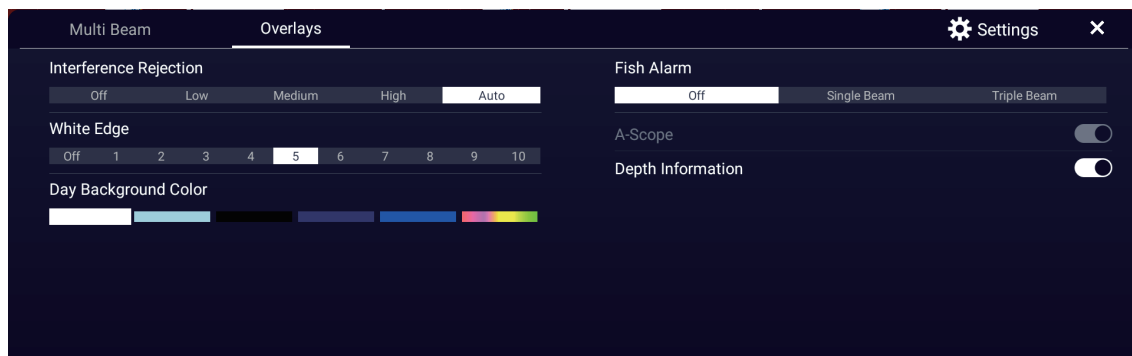 Multi Beam
Overlays
Settings
Interference Rejection
Off Low Medium High Auto
White Edge
Off 1 2 3 4 5 6 7 8 9 10
Day Background Color
Fish Alarm
Off Single Beam Triple Beam
A-Scope
Depth Information